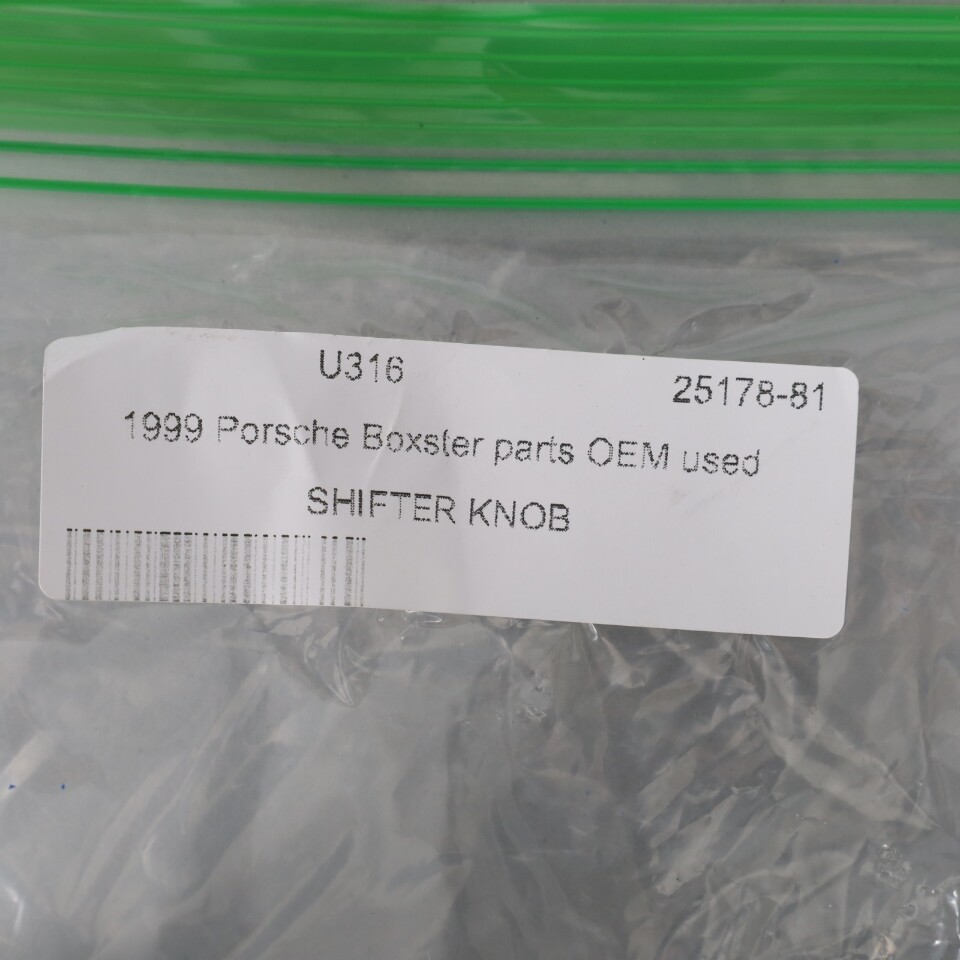 U316 25178-81
1999 Porsche Boxster parts OEM used
SHIFTER KNOB